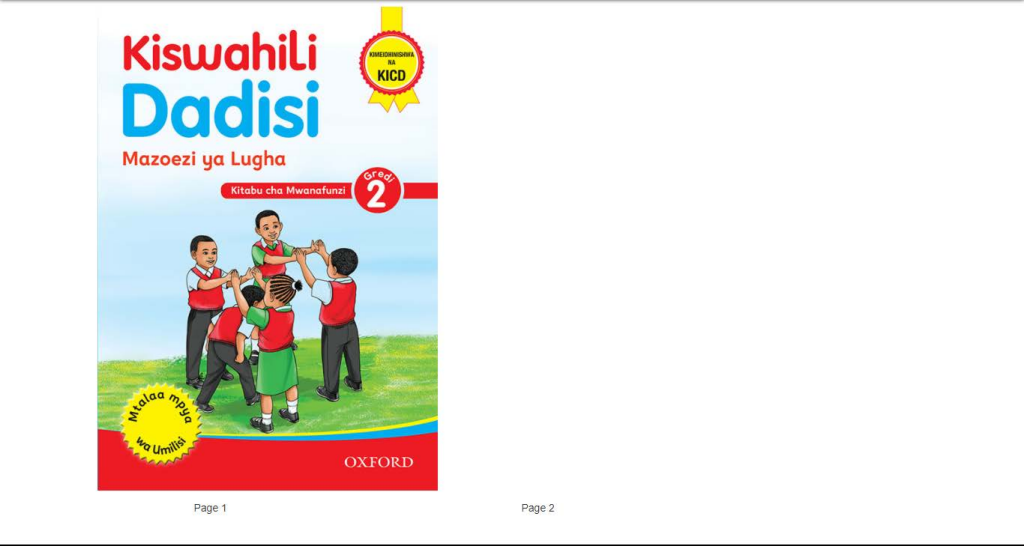 Kiswahili
Dadisi
Mazoezi ya Lugha
KIMEIDHINISHWA
NA
KICD
Kitabu cha Mwanafunzi
Gredi
2
Mtalaa mpya
wa Umilisi
OXFORD
Page 1
Page 2